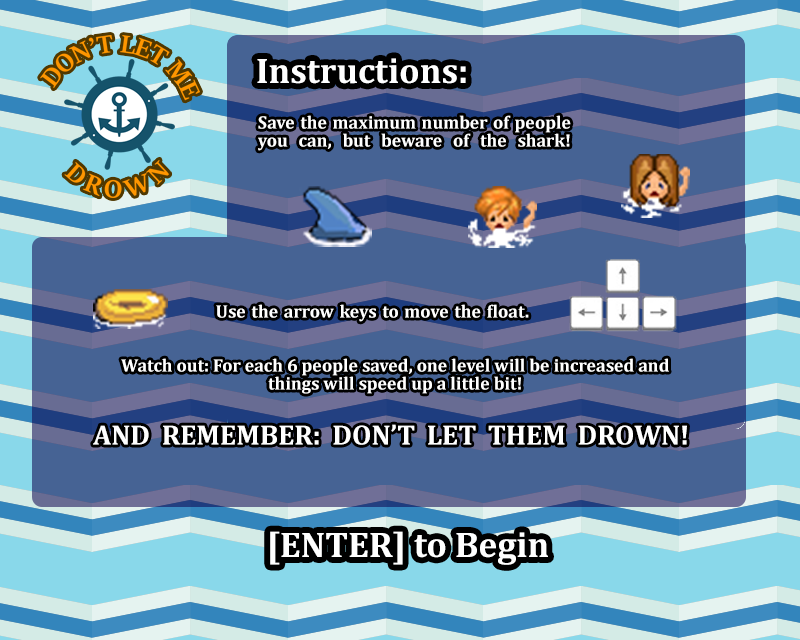 DON'T LET ME
DROWN
Instructions:
Save the maximum number of people
you can, but beware of the shark!
Use the arrow keys to move the float.
Watch out: For each 6 people saved, one level will be increased and
things will speed up a little bit!
AND REMEMBER: DON'T LET THEM DROWN!
[ENTER] to Begin